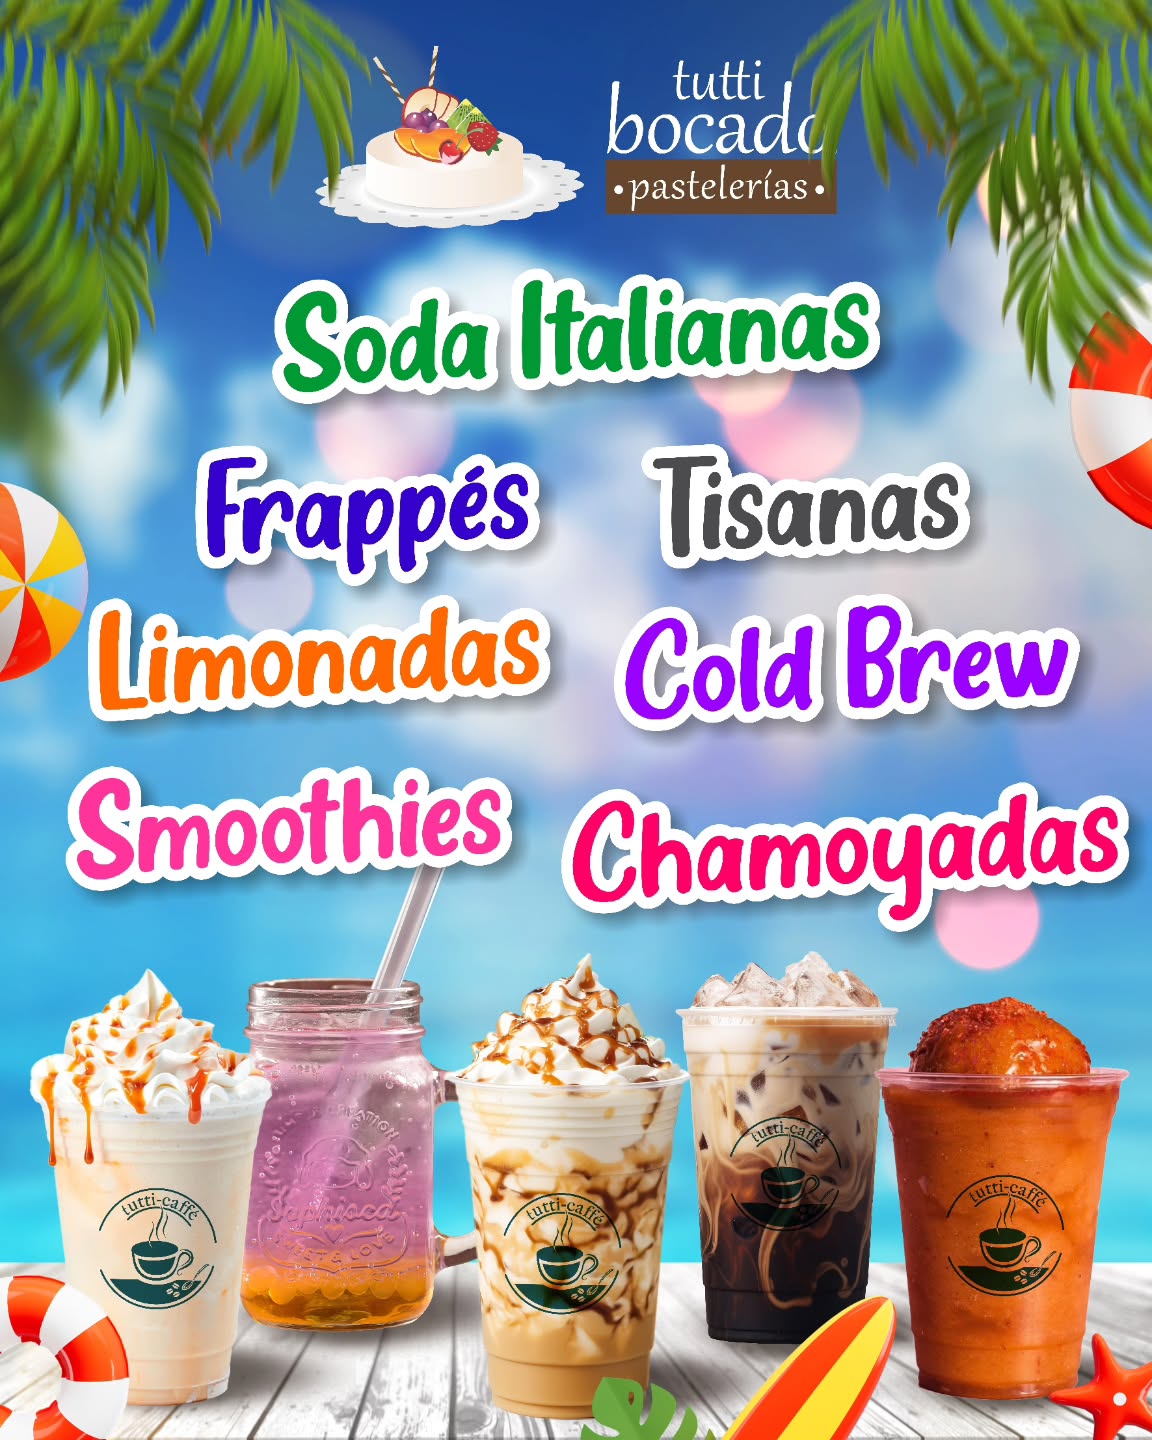 tutti
bocado
•pastelerías•
Soda Italianas
Frappés
Tisanas
Limonadas
Cold Brew
Smoothies
Chamoyadas
tutti-caffé
tutti-caffé
tutti-caffé
tutti-caffé